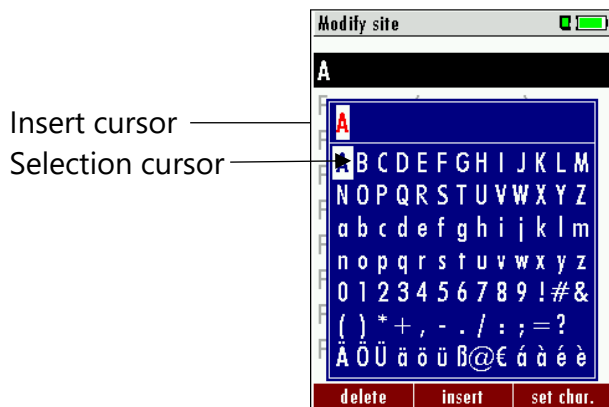 Modify site
A
Insert cursor
A
Selection cursor
A B C D E F G H I J K L M
N O P Q R S T U V W X Y Z
a b c d e f g h i j k l m
n o p q r s t u v w x y z
0 1 2 3 4 5 6 7 8 9 ! # &
( ) * + , - . / : ; = ?
Ä Ö Ü ä ö ü ß @ € á à é è
delete insert set char.